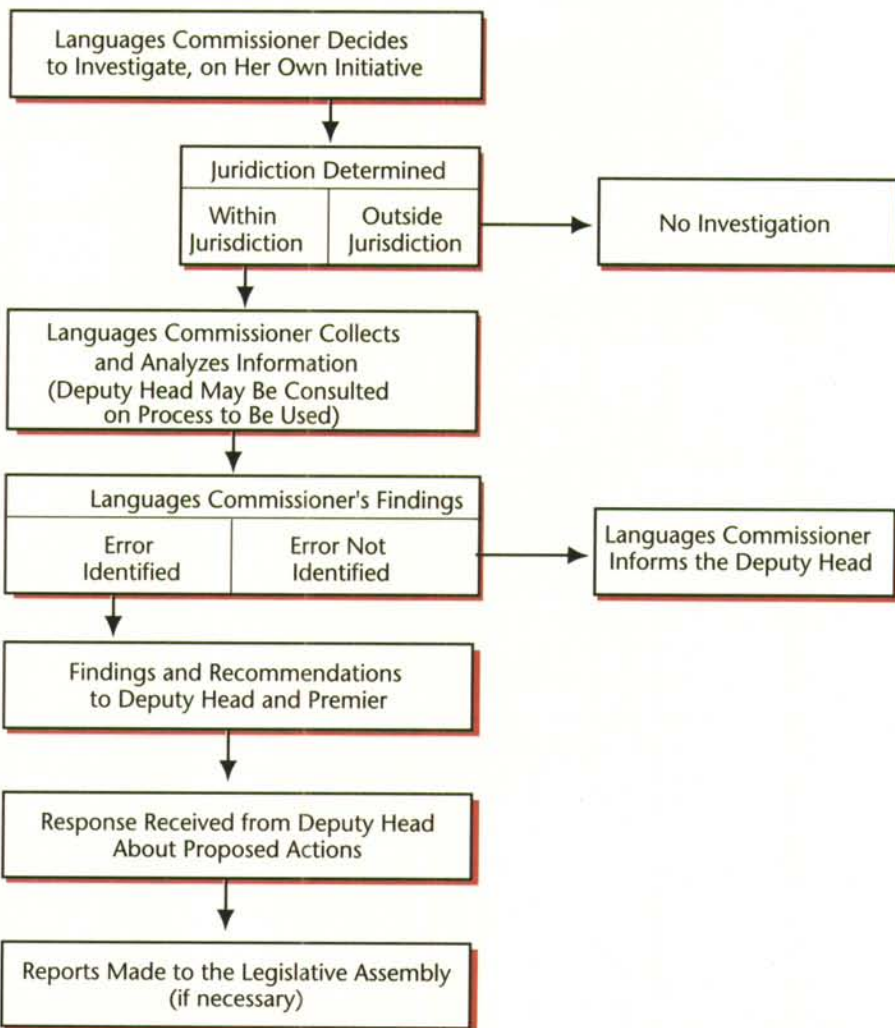 Languages Commissioner Decides
to Investigate, on Her Own Initiative
Juridiction Determined
Within
Jurisdiction
Outside
Jurisdiction
No Investigation
Languages Commissioner Collects
and Analyzes Information
(Deputy Head May Be Consulted
on Process to Be Used)
Languages Commissioner's Findings
Error
Identified
Error Not
Identified
Languages Commissioner
Informs the Deputy Head
Findings and Recommendations
to Deputy Head and Premier
Response Received from Deputy Head
About Proposed Actions
Reports Made to the Legislative Assembly
(if necessary)